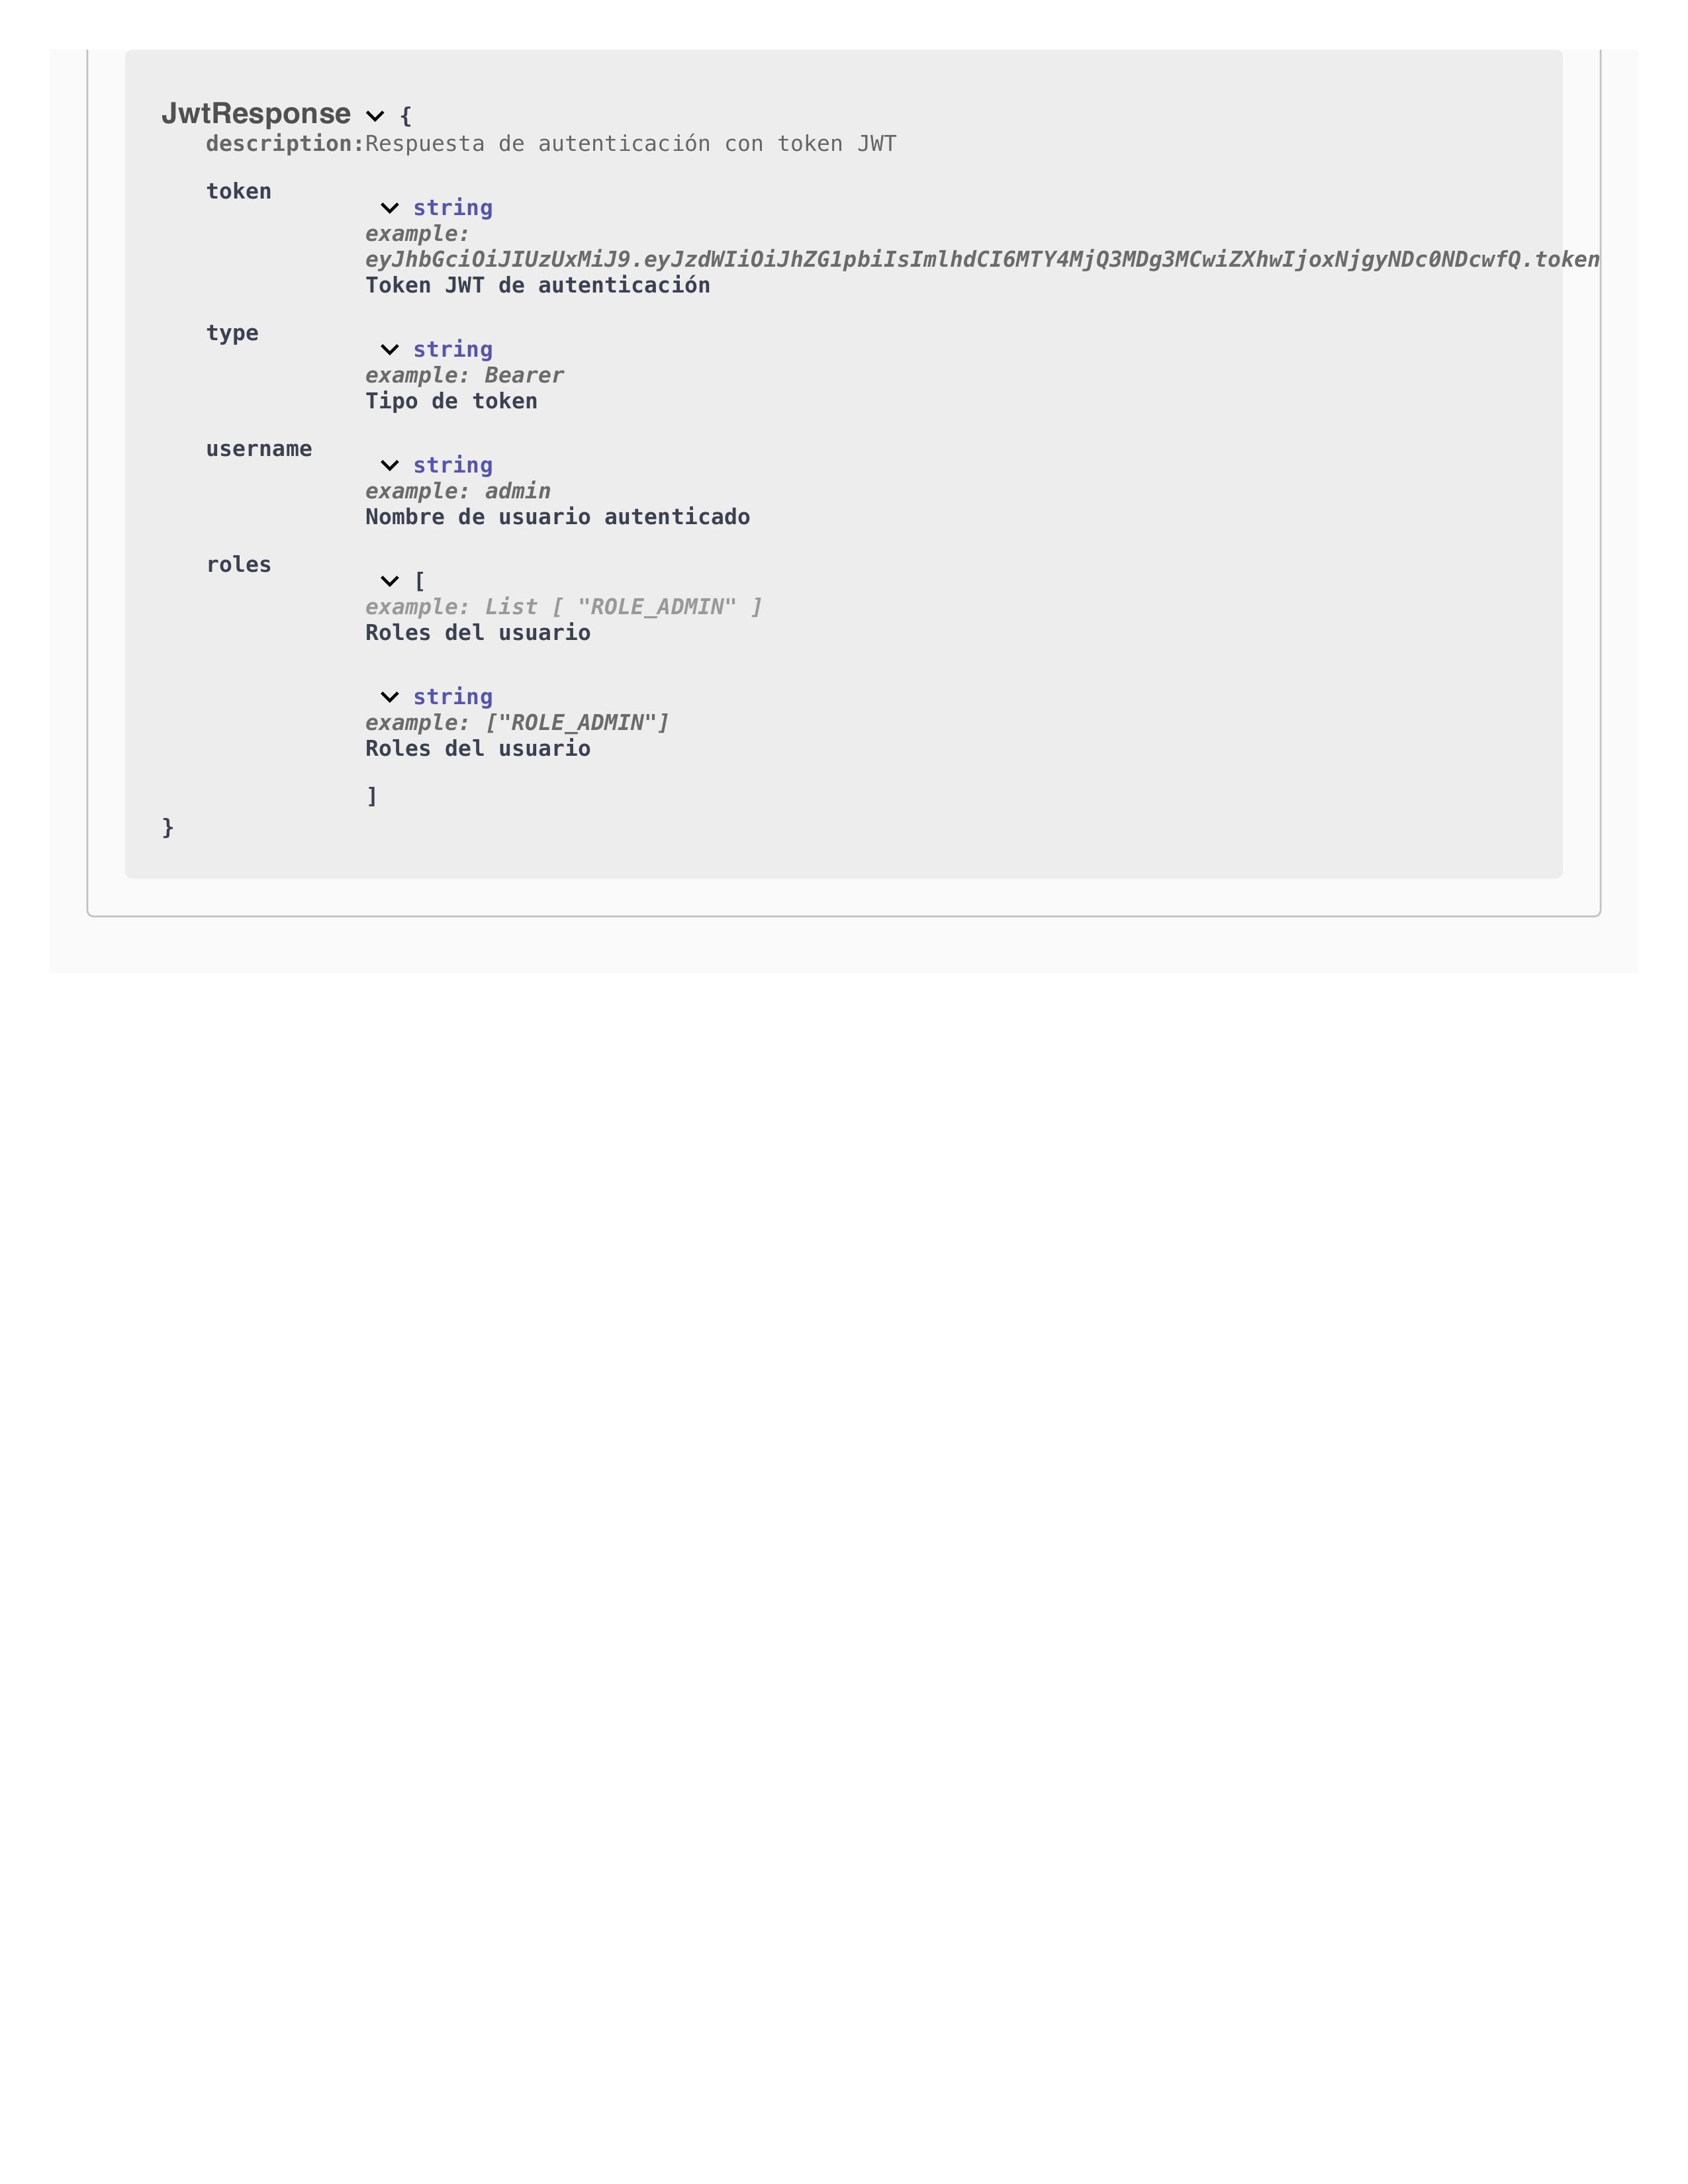 JwtResponse {
description:Respuesta de autenticación con token JWT
token
string
example:
eyJhbGciOiJIUzUxMiJ9.eyJzdWIiOiJhZG1pbiIsImlhdCI6MTY4MjQ3MDg3MCwiZXhwIjoxNjgyNDc0NDcwfQ.token
Token JWT de autenticación
type
string
example: Bearer
Tipo de token
username
string
example: admin
Nombre de usuario autenticado
roles
[
example: List [ "ROLE_ADMIN" ]
Roles del usuario
string
example: ["ROLE_ADMIN"]
Roles del usuario
]
}